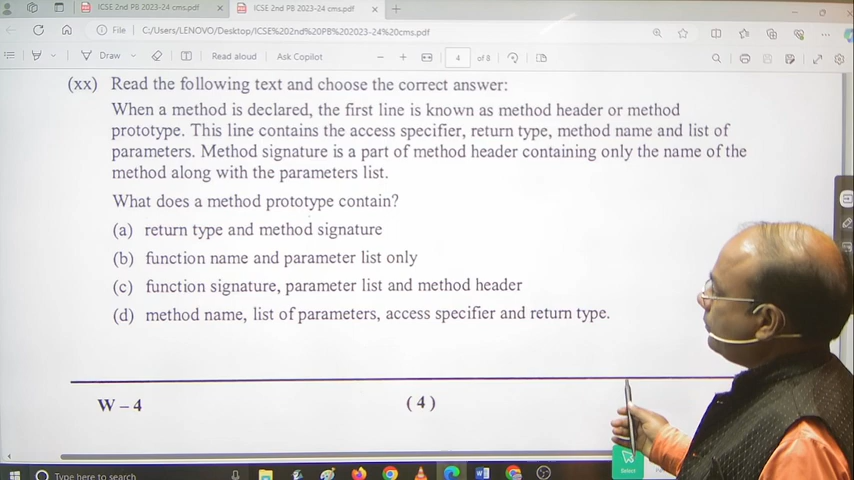 ICSE 2nd PB 2023-24 cms.pdf
ICSE 2nd PB 2023-24 cms.pdf
File
C:/Users/LENOVO/Desktop/ICSE%202nd%20PB%202023-24%20cms.pdf
Draw
Read aloud
Ask Copilot
4
of 8
(xx) Read the following text and choose the correct answer:
When a method is declared, the first line is known as method header or method
prototype. This line contains the access specifier, return type, method name and list of
parameters. Method signature is a part of method header containing only the name of the
method along with the parameters list.
What does a method prototype contain?
(a) return type and method signature
(b) function name and parameter list only
(c) function signature, parameter list and method header
(d) method name, list of parameters, access specifier and return type.
W – 4
( 4 )
Select
Type here to search